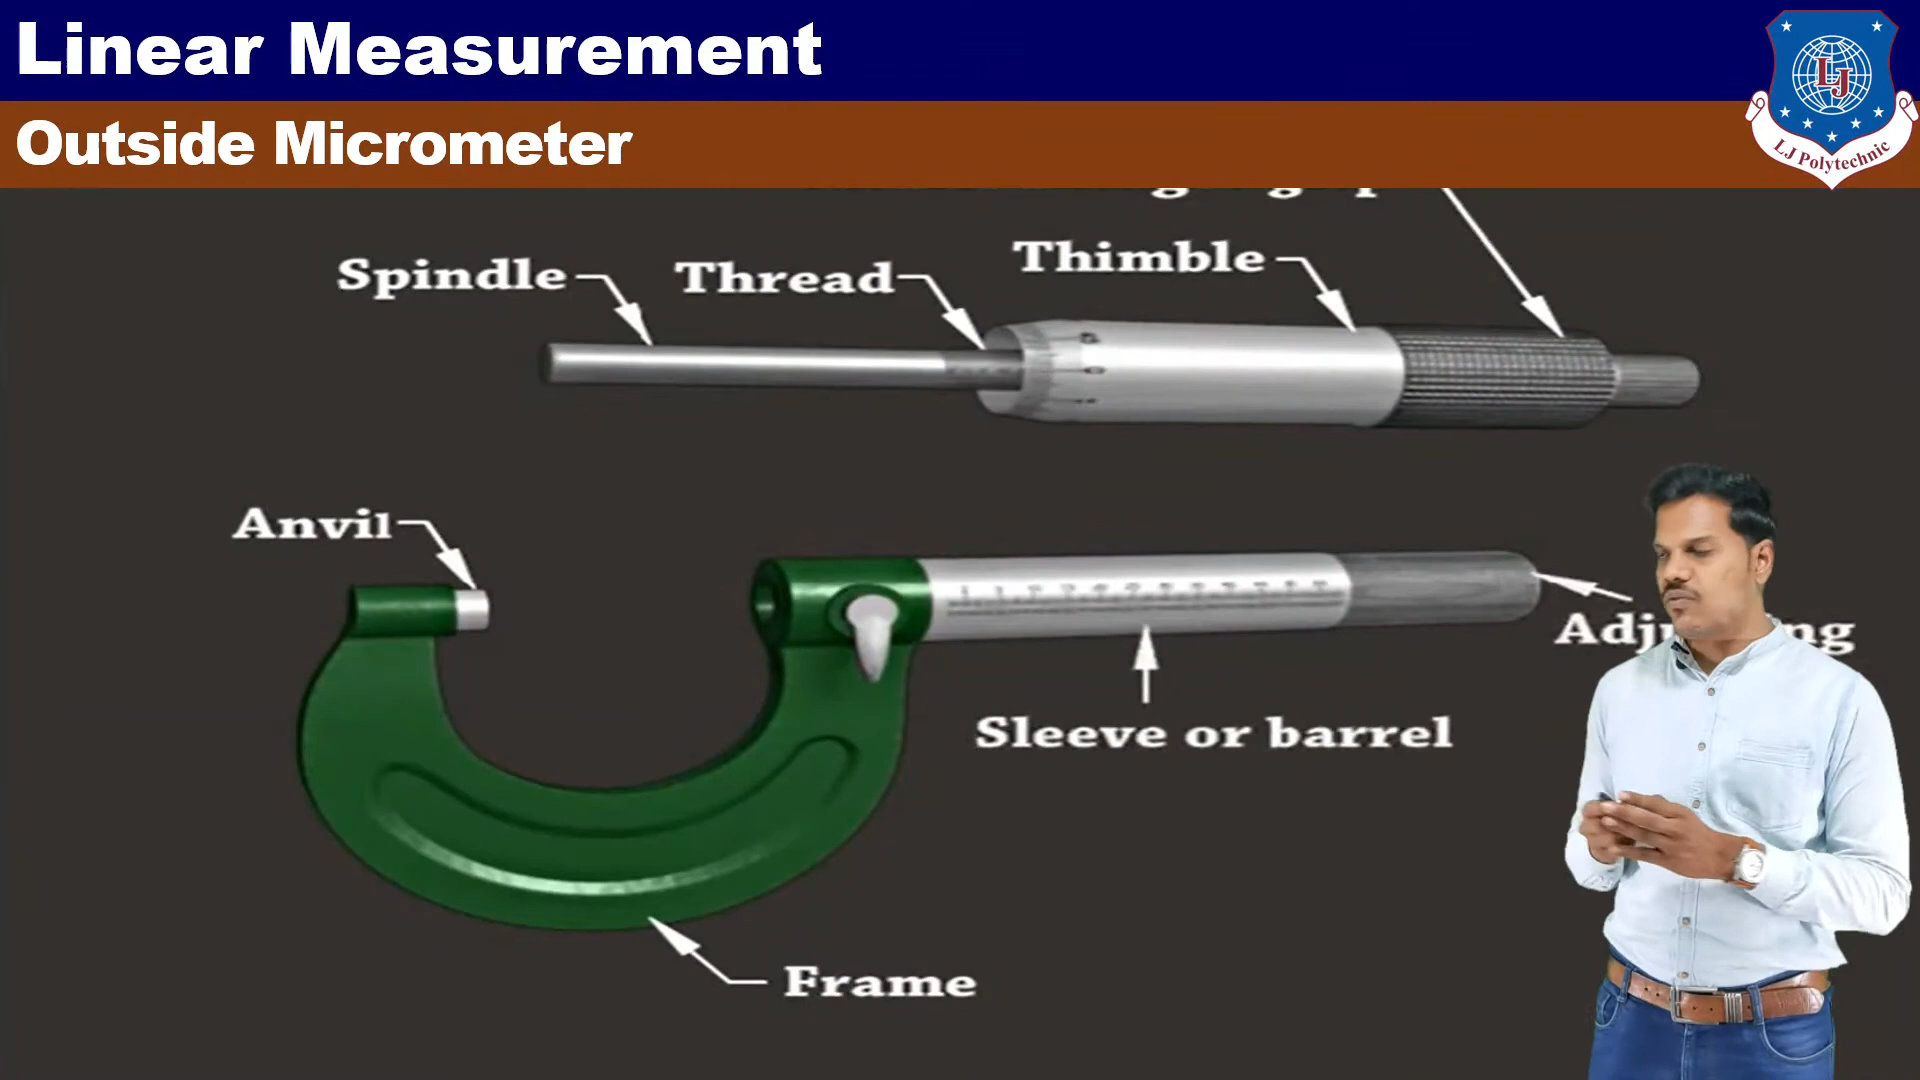 Linear Measurement
Outside Micrometer
LJ
LJ Polytechnic
Thimble
Spindle
Thread
Anvil
Sleeve or barrel
Frame